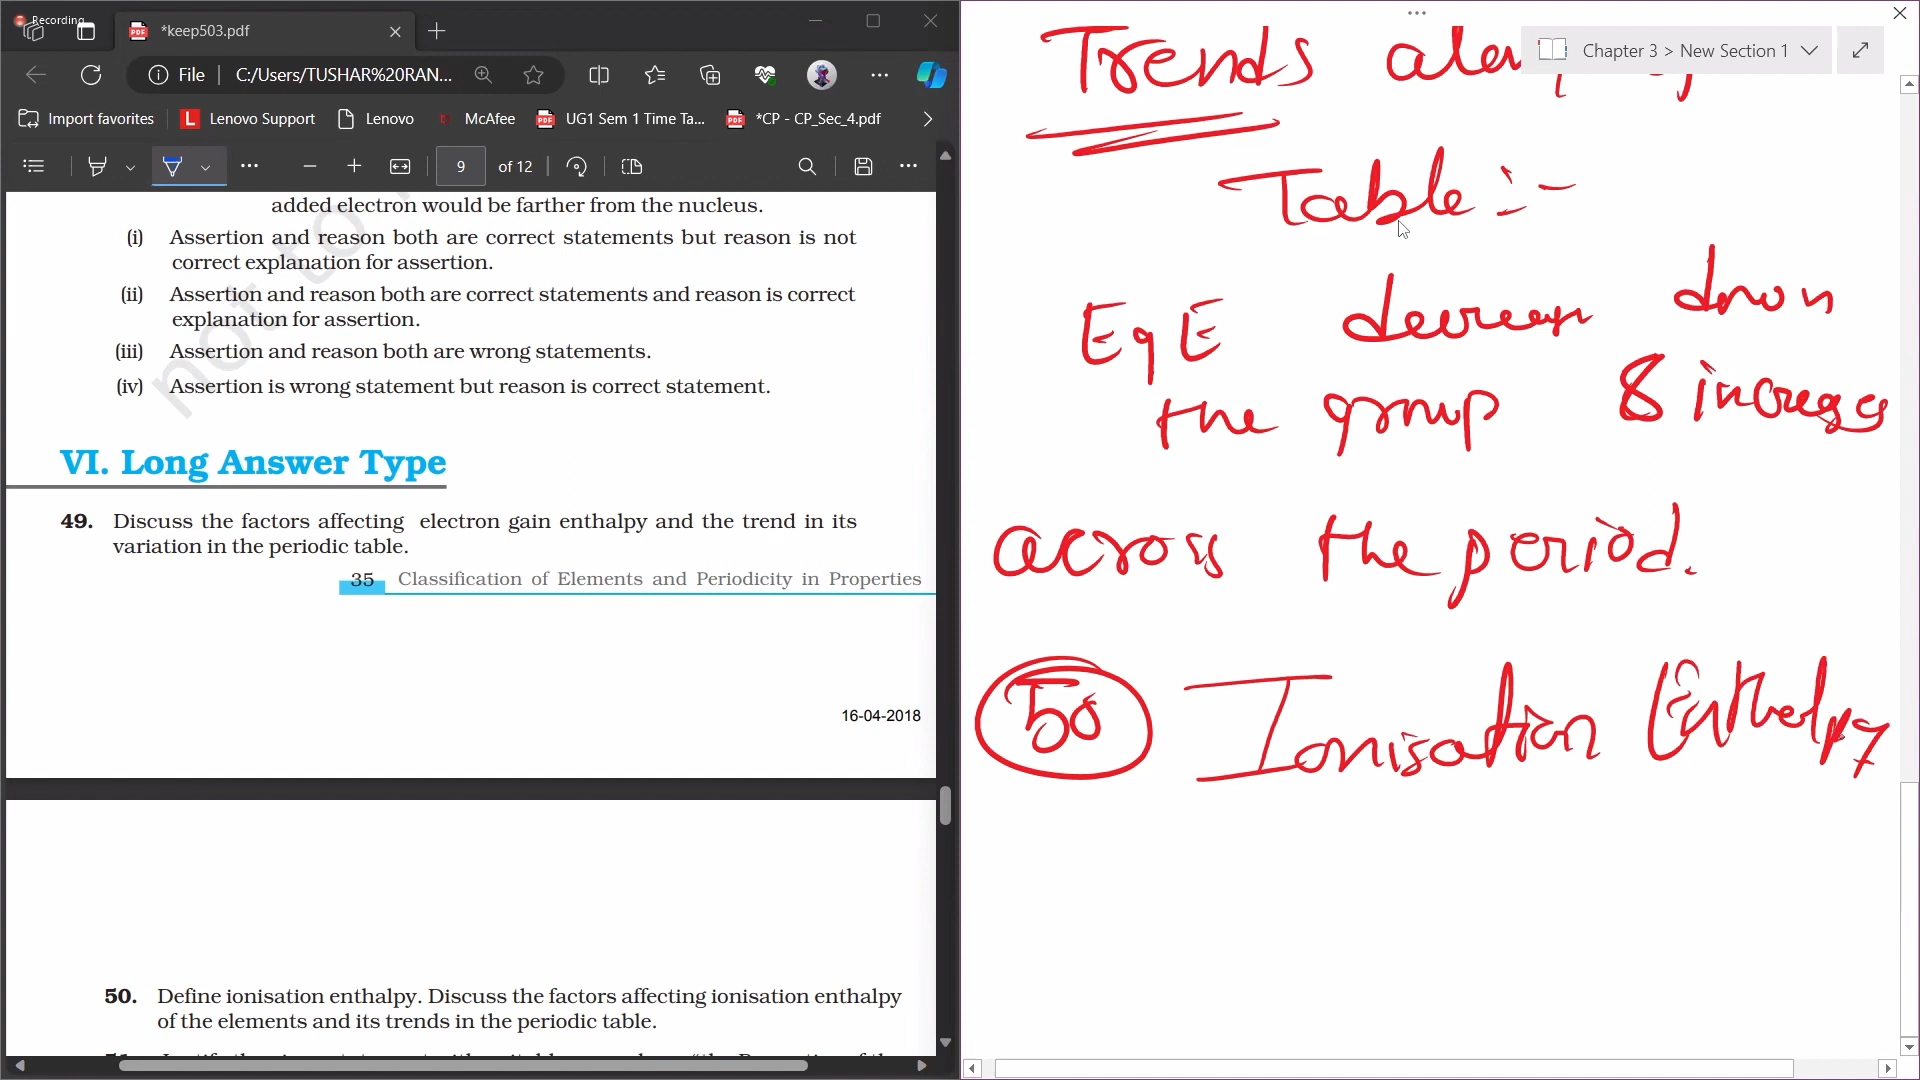 Recording
*keep503.pdf
File
C:/Users/TUSHAR%20RAN...
Import favorites
Lenovo Support
Lenovo
McAfee
UG1 Sem 1 Time Ta...
*CP - CP_Sec_4.pdf
9 of 12
added electron would be farther from the nucleus.
(i) Assertion and reason both are correct statements but reason is not
correct explanation for assertion.
(ii) Assertion and reason both are correct statements and reason is correct
explanation for assertion.
(iii) Assertion and reason both are wrong statements.
(iv) Assertion is wrong statement but reason is correct statement.
not to
VI. Long Answer Type
49. Discuss the factors affecting electron gain enthalpy and the trend in its
variation in the periodic table.
35 Classification of Elements and Periodicity in Properties
16-04-2018
50. Define ionisation enthalpy. Discuss the factors affecting ionisation enthalpy
of the elements and its trends in the periodic table.
Chapter 3 > New Section 1
Trends
Table :-
EgE
the group & increases
across the period.
50 Ionisation Enthalpy